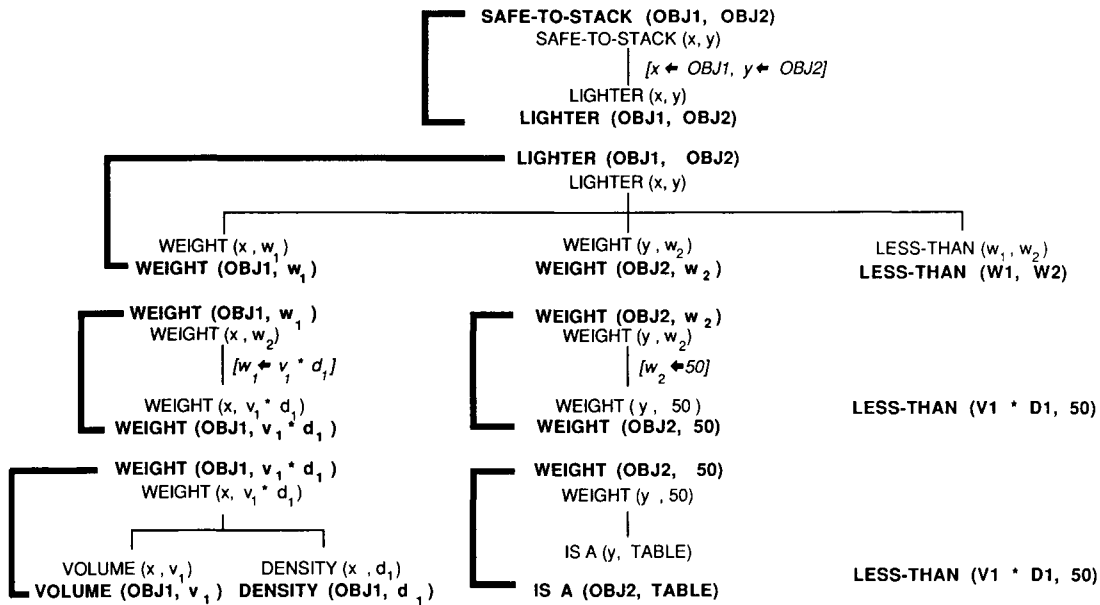 SAFE-TO-STACK (OBJ1, OBJ2)
SAFE-TO-STACK (x, y)
[x ← OBJ1, y ← OBJ2]
LIGHTER (x, y)
LIGHTER (OBJ1, OBJ2)
LIGHTER (OBJ1, OBJ2)
LIGHTER (x, y)
WEIGHT (x, w₁) WEIGHT (y, w₂) LESS-THAN (w₁, w₂)
WEIGHT (OBJ1, w₁) WEIGHT (OBJ2, w₂) LESS-THAN (W1, W2)
WEIGHT (OBJ1, w₁) WEIGHT (OBJ2, w₂)
WEIGHT (x, w₂) WEIGHT (y, w₂)
[w₁ ← v₁ * d₁] [w₂ ← 50]
WEIGHT (x, v₁ * d₁) WEIGHT (y, 50) LESS-THAN (V1 * D1, 50)
WEIGHT (OBJ1, v₁ * d₁) WEIGHT (OBJ2, 50)
WEIGHT (OBJ1, v₁ * d₁) WEIGHT (OBJ2, 50)
WEIGHT (x, v₁ * d₁) WEIGHT (y, 50)
IS A (y, TABLE)
VOLUME (x, v₁) DENSITY (x, d₁) LESS-THAN (V1 * D1, 50)
VOLUME (OBJ1, v₁) DENSITY (OBJ1, d₁) IS A (OBJ2, TABLE)